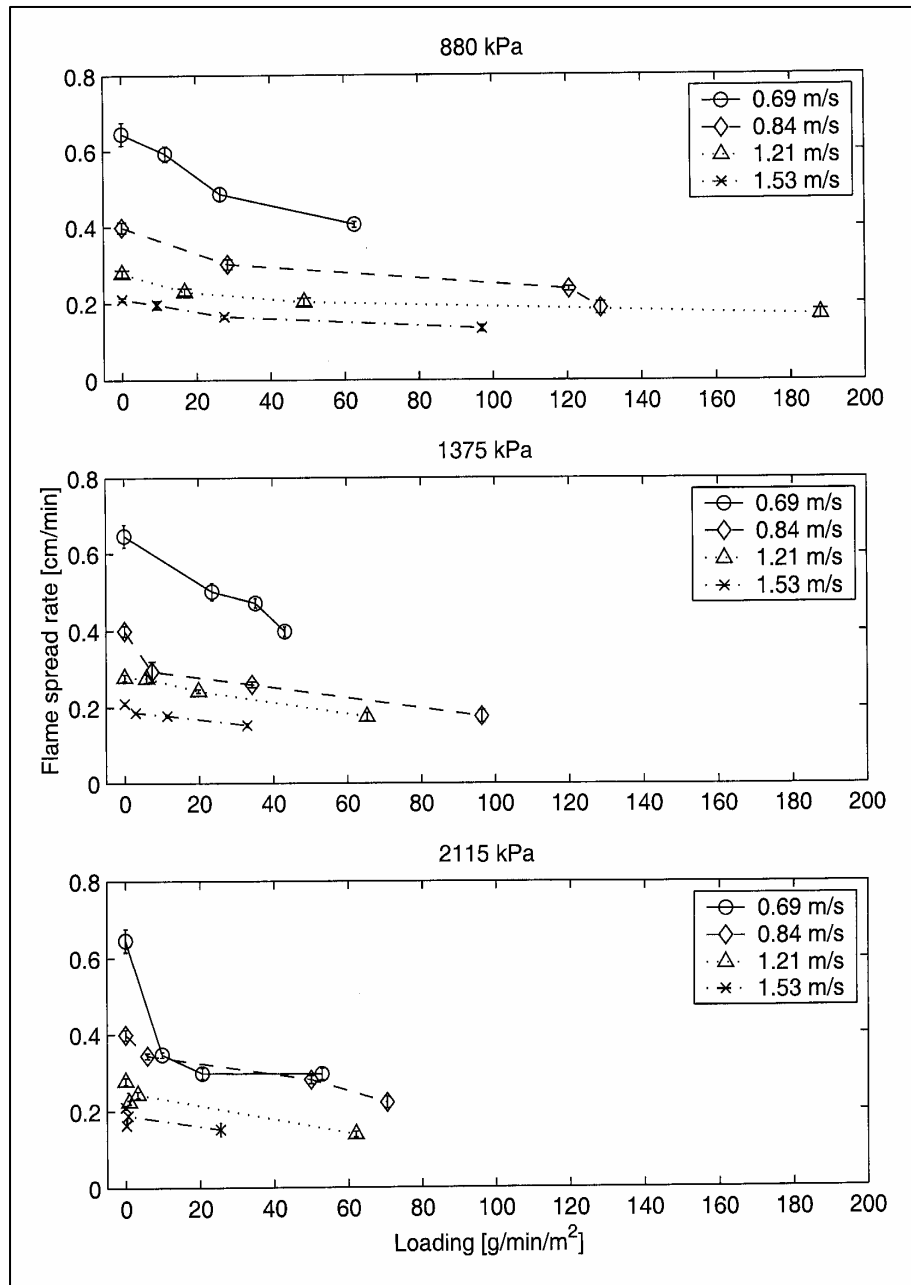 880 kPa
0.8
0.6
0.4
0.2
0
0.69 m/s
0.84 m/s
1.21 m/s
1.53 m/s
0 20 40 60 80 100 120 140 160 180 200
1375 kPa
0.8
0.6
0.4
0.2
0
0.69 m/s
0.84 m/s
1.21 m/s
1.53 m/s
0 20 40 60 80 100 120 140 160 180 200
Flame spread rate [cm/min]
2115 kPa
0.8
0.6
0.4
0.2
0
0.69 m/s
0.84 m/s
1.21 m/s
1.53 m/s
0 20 40 60 80 100 120 140 160 180 200
Loading [g/min/m²]